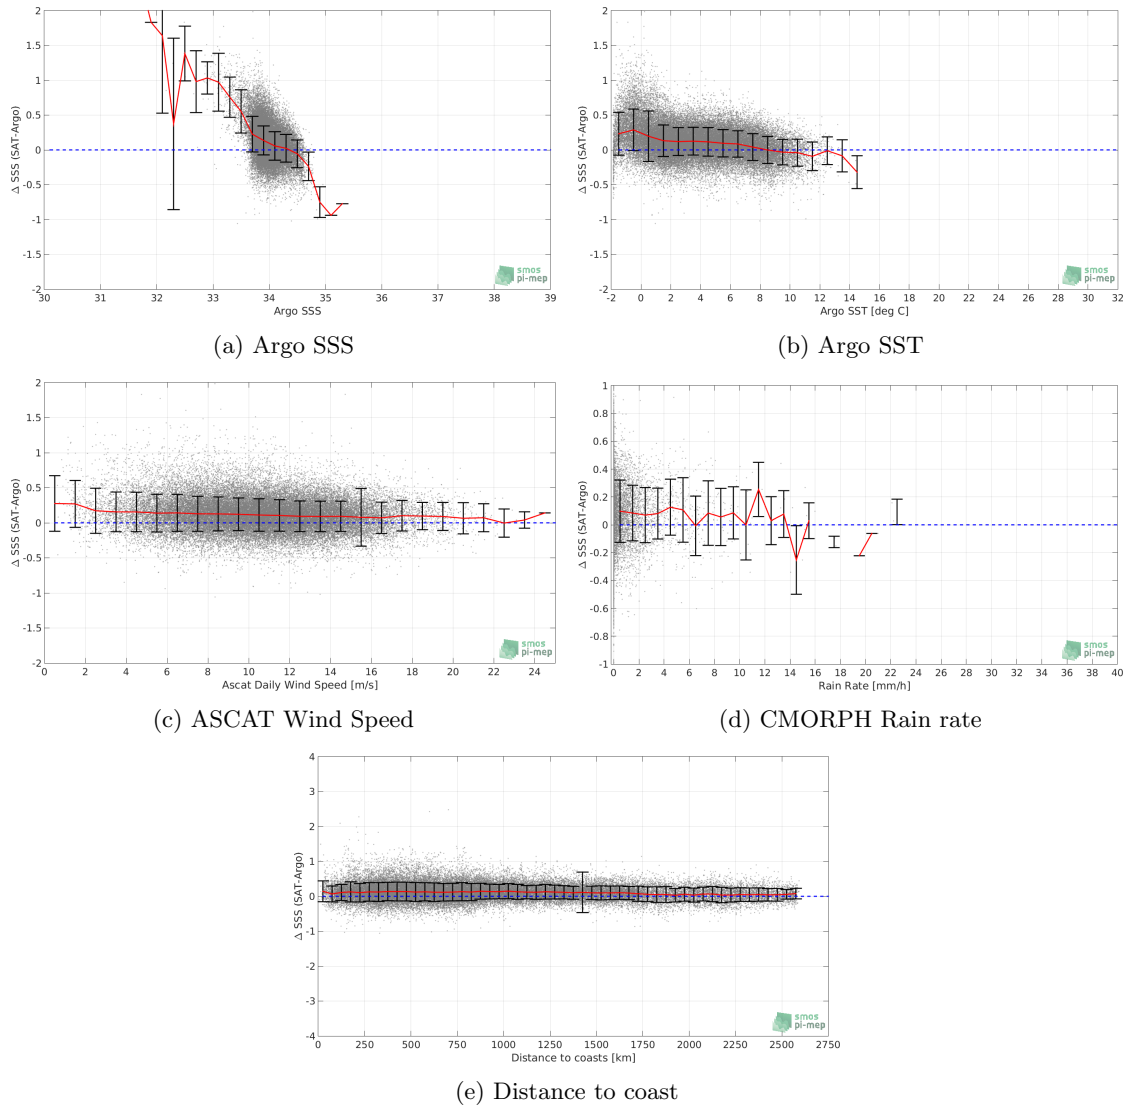 2
1.5
1
0.5
0
-0.5
-1
-1.5
-2
Δ SSS (SAT-Argo)
30 31 32 33 34 35 36 37 38 39
Argo SSS
smos
pi-mep
(a) Argo SSS
2
1.5
1
0.5
0
-0.5
-1
-1.5
-2
Δ SSS (SAT-Argo)
-2 0 2 4 6 8 10 12 14 16 18 20 22 24 26 28 30 32
Argo SST [deg C]
smos
pi-mep
(b) Argo SST
2
1.5
1
0.5
0
-0.5
-1
-1.5
-2
Δ SSS (SAT-Argo)
0 2 4 6 8 10 12 14 16 18 20 22 24
Ascat Daily Wind Speed [m/s]
smos
pi-mep
(c) ASCAT Wind Speed
1
0.8
0.6
0.4
0.2
0
-0.2
-0.4
-0.6
-0.8
-1
Δ SSS (SAT-Argo)
0 2 4 6 8 10 12 14 16 18 20 22 24 26 28 30 32 34 36 38 40
Rain Rate [mm/h]
smos
pi-mep
(d) CMORPH Rain rate
4
3
2
1
0
-1
-2
-3
-4
Δ SSS (SAT-Argo)
0 250 500 750 1000 1250 1500 1750 2000 2250 2500 2750
Distance to coasts [km]
smos
pi-mep
(e) Distance to coast